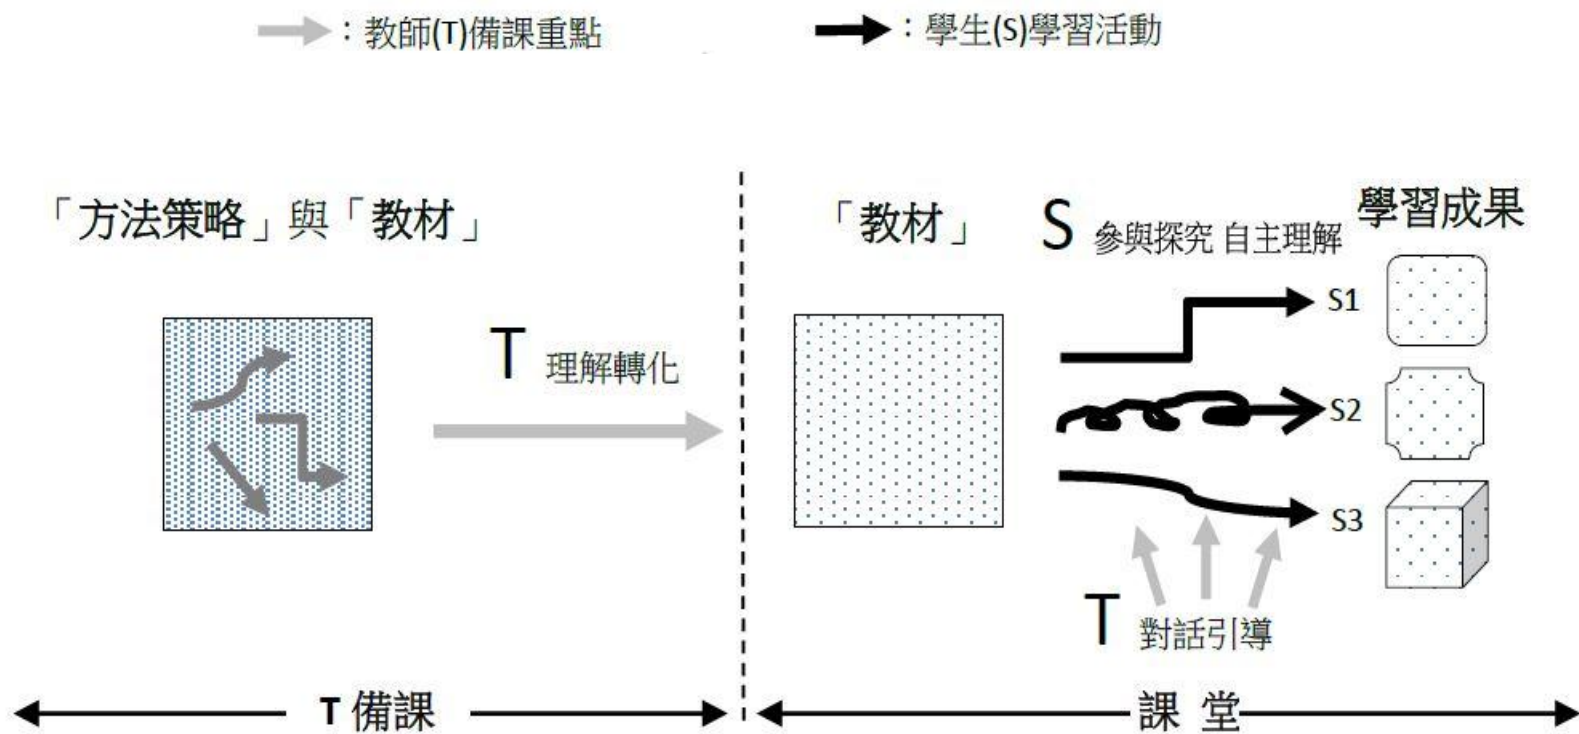 ：教師(T)備課重點
：學生(S)學習活動
「方法策略」與「教材」
T 理解轉化
「教材」
S 參與探究 自主理解
學習成果
S1
S2
S3
T 對話引導
T 備課
課 堂